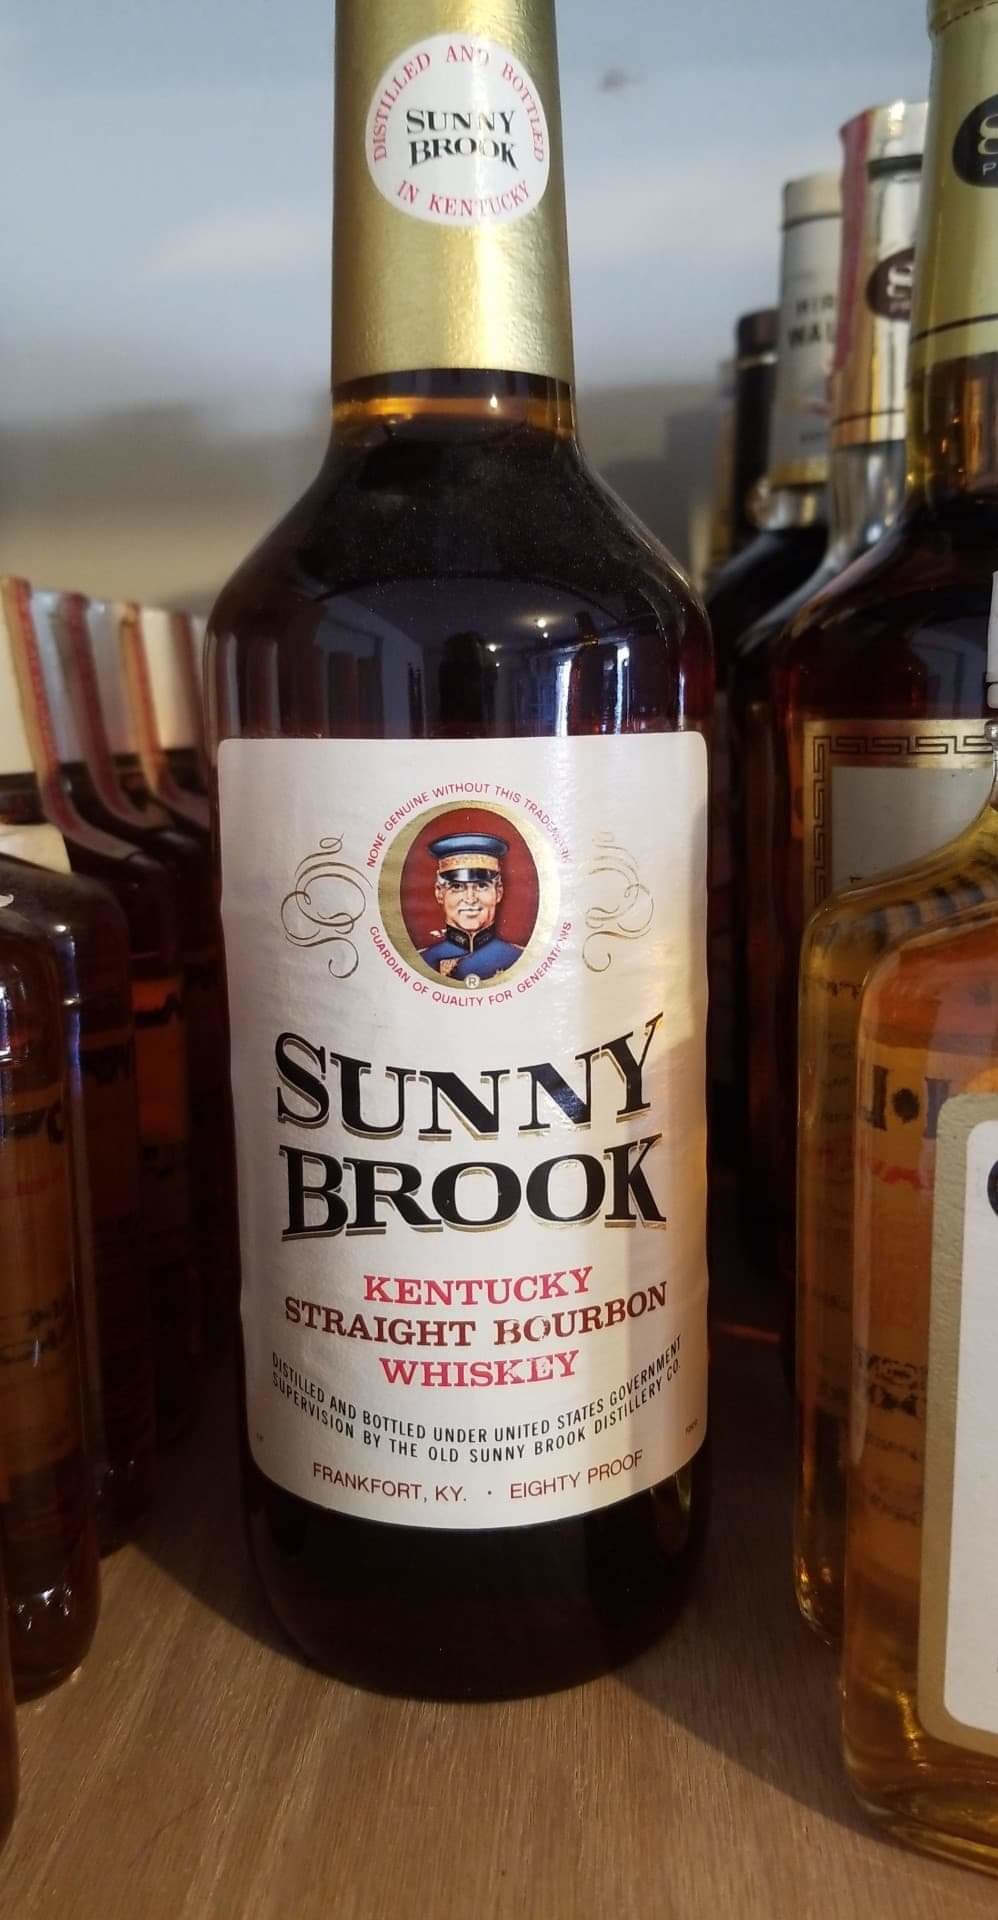 DISTILLED AND BOTTLED
SUNNY
BROOK
IN KENTUCKY
NONE GENUINE WITHOUT THIS TRADEMARK
GUARDIAN OF QUALITY FOR GENERATIONS
®
SUNNY
BROOK
KENTUCKY
STRAIGHT BOURBON
WHISKEY
DISTILLED AND BOTTLED UNDER UNITED STATES GOVERNMENT
SUPERVISION BY THE OLD SUNNY BROOK DISTILLERY CO.
FRANKFORT, KY. · EIGHTY PROOF